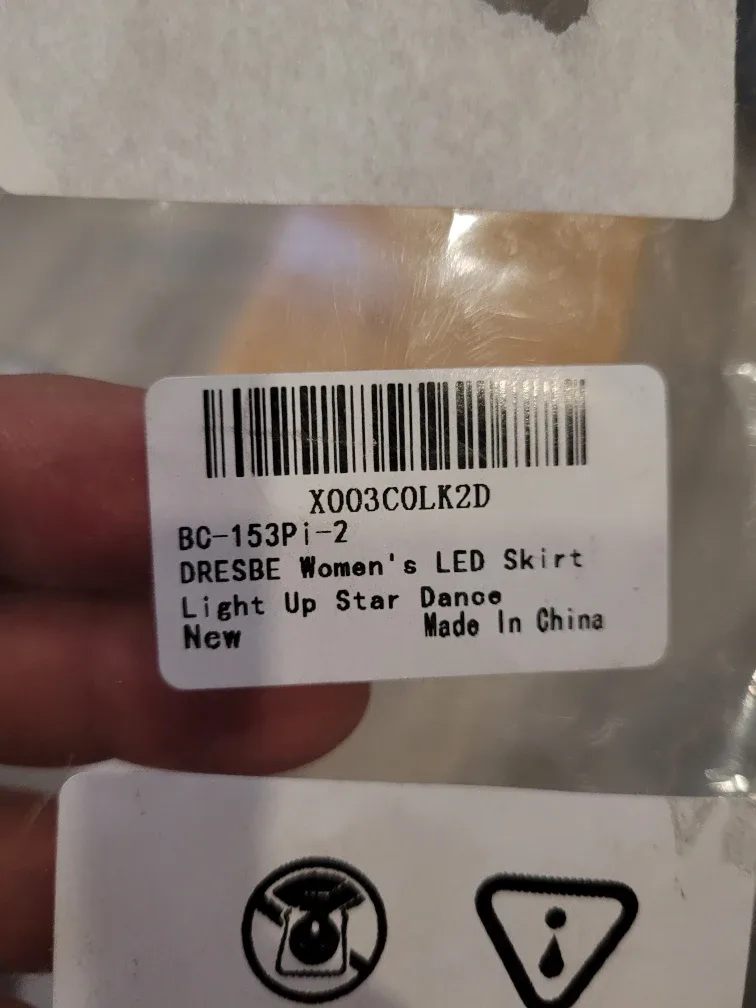 X003C0LK2D
BC-153Pi-2
DRESBE Women's LED Skirt
Light Up Star Dance
New Made In China